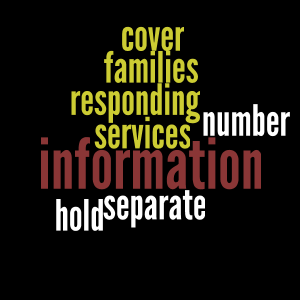 cover
families
responding
number
services
information
separate
hold